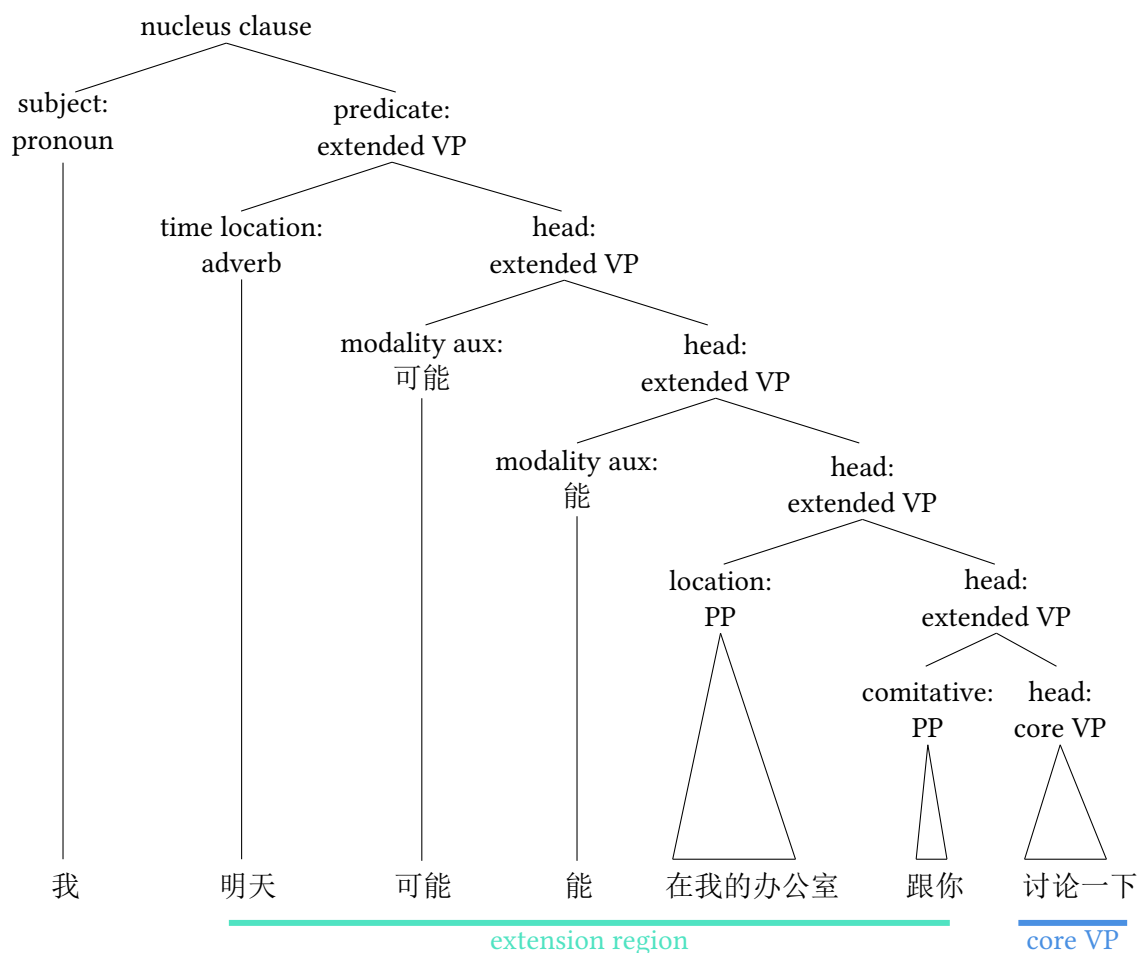 nucleus clause
subject:
pronoun
predicate:
extended VP
time location:
adverb
head:
extended VP
modality aux:
可能
head:
extended VP
modality aux:
能
head:
extended VP
location:
PP
head:
extended VP
comitative:
PP
head:
core VP
我 明天 可能 能 在我的办公室 跟你 讨论一下
extension region core VP